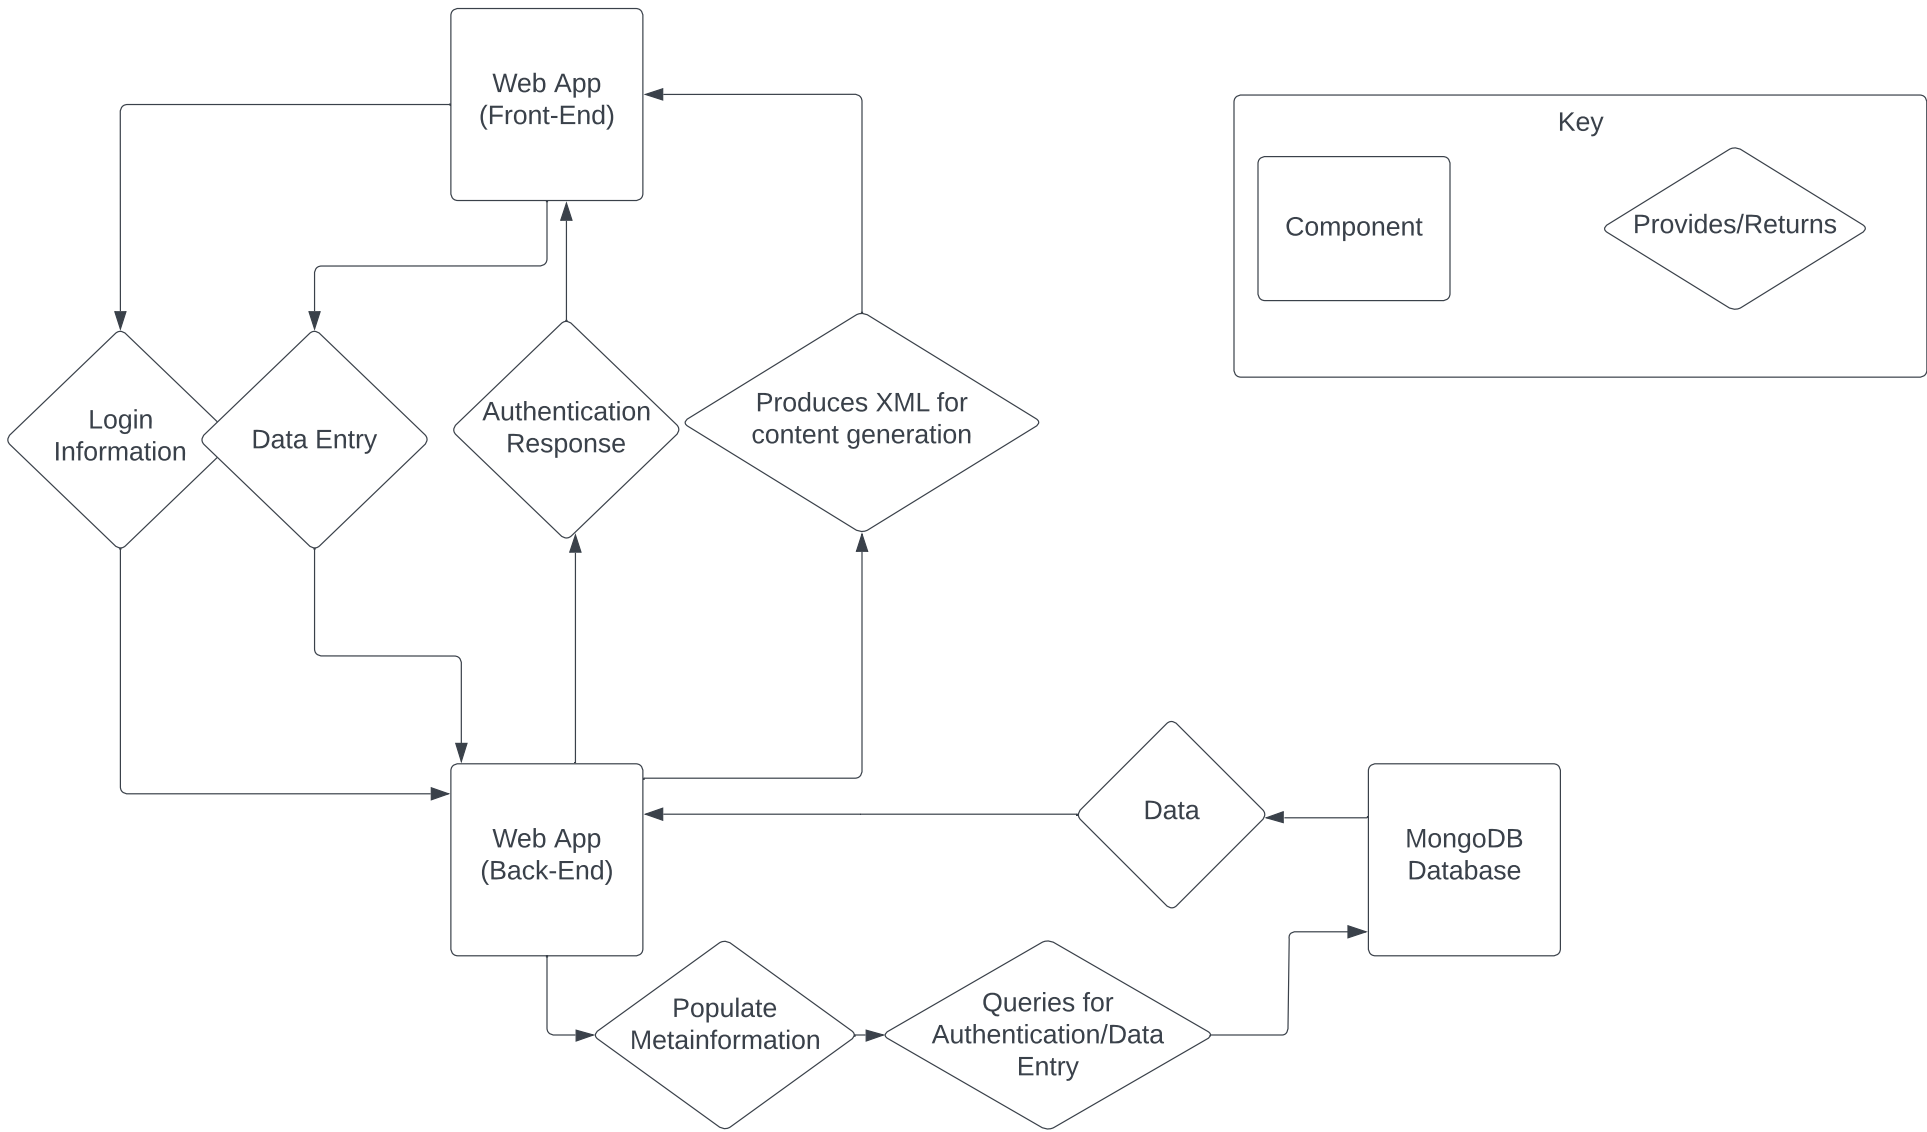 Web App
(Front-End)
Key
Component
Provides/Returns
Login
Information
Data Entry
Authentication
Response
Produces XML for
content generation
Web App
(Back-End)
Data
MongoDB
Database
Populate
Metainformation
Queries for
Authentication/Data
Entry